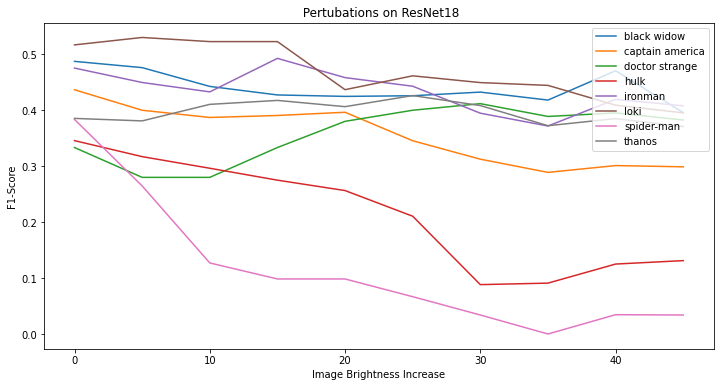 Pertubations on ResNet18
F1-Score
0.5
0.4
0.3
0.2
0.1
0.0
0
10
20
30
40
Image Brightness Increase
black widow
captain america
doctor strange
hulk
ironman
loki
spider-man
thanos